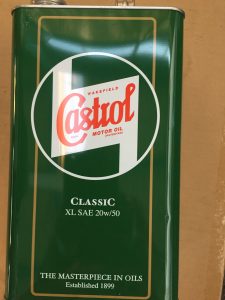 WAKEFIELD
Castrol
MOTOR OIL
CLASSIC
XL SAE 20w/50
THE MASTERPIECE IN OILS
Established 1899